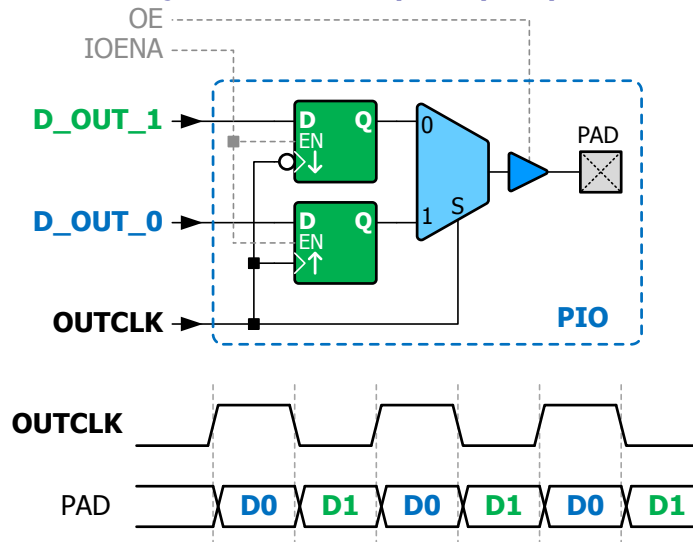 OE
IOENA
D_OUT_1
D Q
EN
0
PAD
D_OUT_0
D Q
EN
1
S
OUTCLK
PIO
OUTCLK
PAD
D0 D1 D0 D1 D0 D1